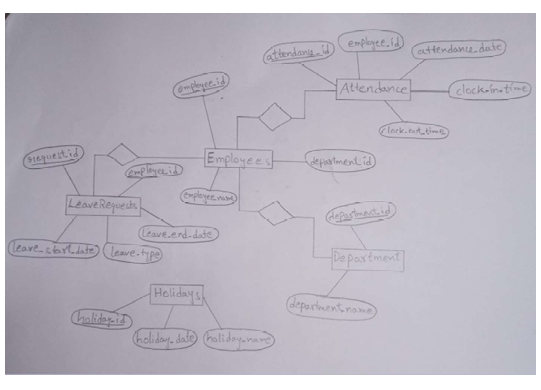 employee_id
attendance_id
attendance_date
employee_id
Attendance
clock_in_time
clock_out_time
request_id
employee_id
Employees
department_id
employee_name
LeaveRequests
leave_end_date
leave_start_date
leave_type
department_id
Department
department_name
Holidays
holiday_id
holiday_date
holiday_name